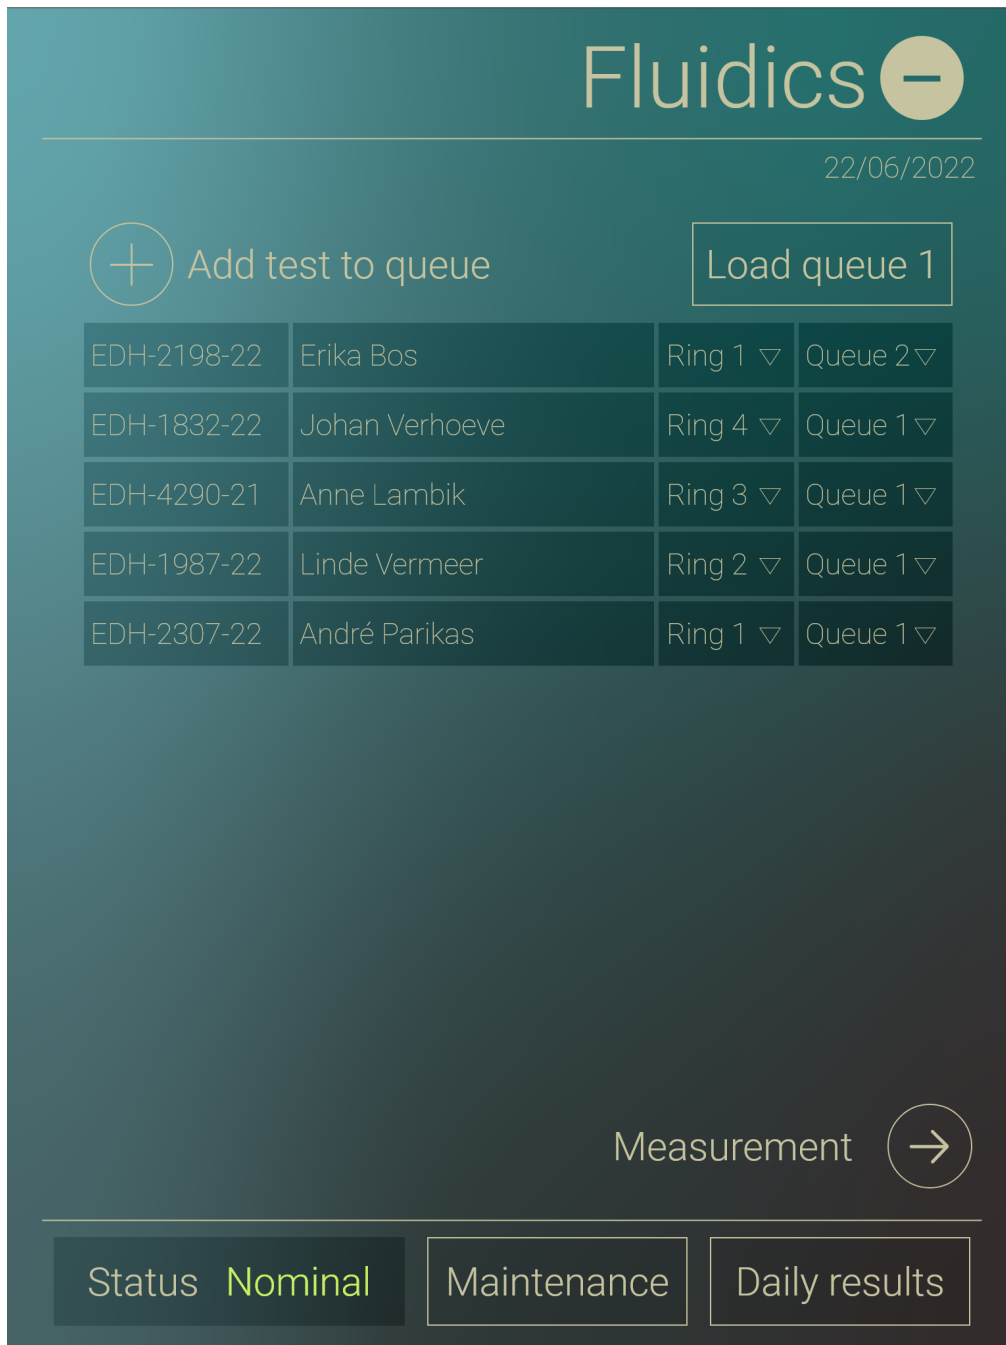 Fluidics
22/06/2022
Add test to queue Load queue 1
EDH-2198-22 Erika Bos Ring 1 Queue 2
EDH-1832-22 Johan Verhoeve Ring 4 Queue 1
EDH-4290-21 Anne Lambik Ring 3 Queue 1
EDH-1987-22 Linde Vermeer Ring 2 Queue 1
EDH-2307-22 André Parikas Ring 1 Queue 1
Measurement
Status Nominal Maintenance Daily results